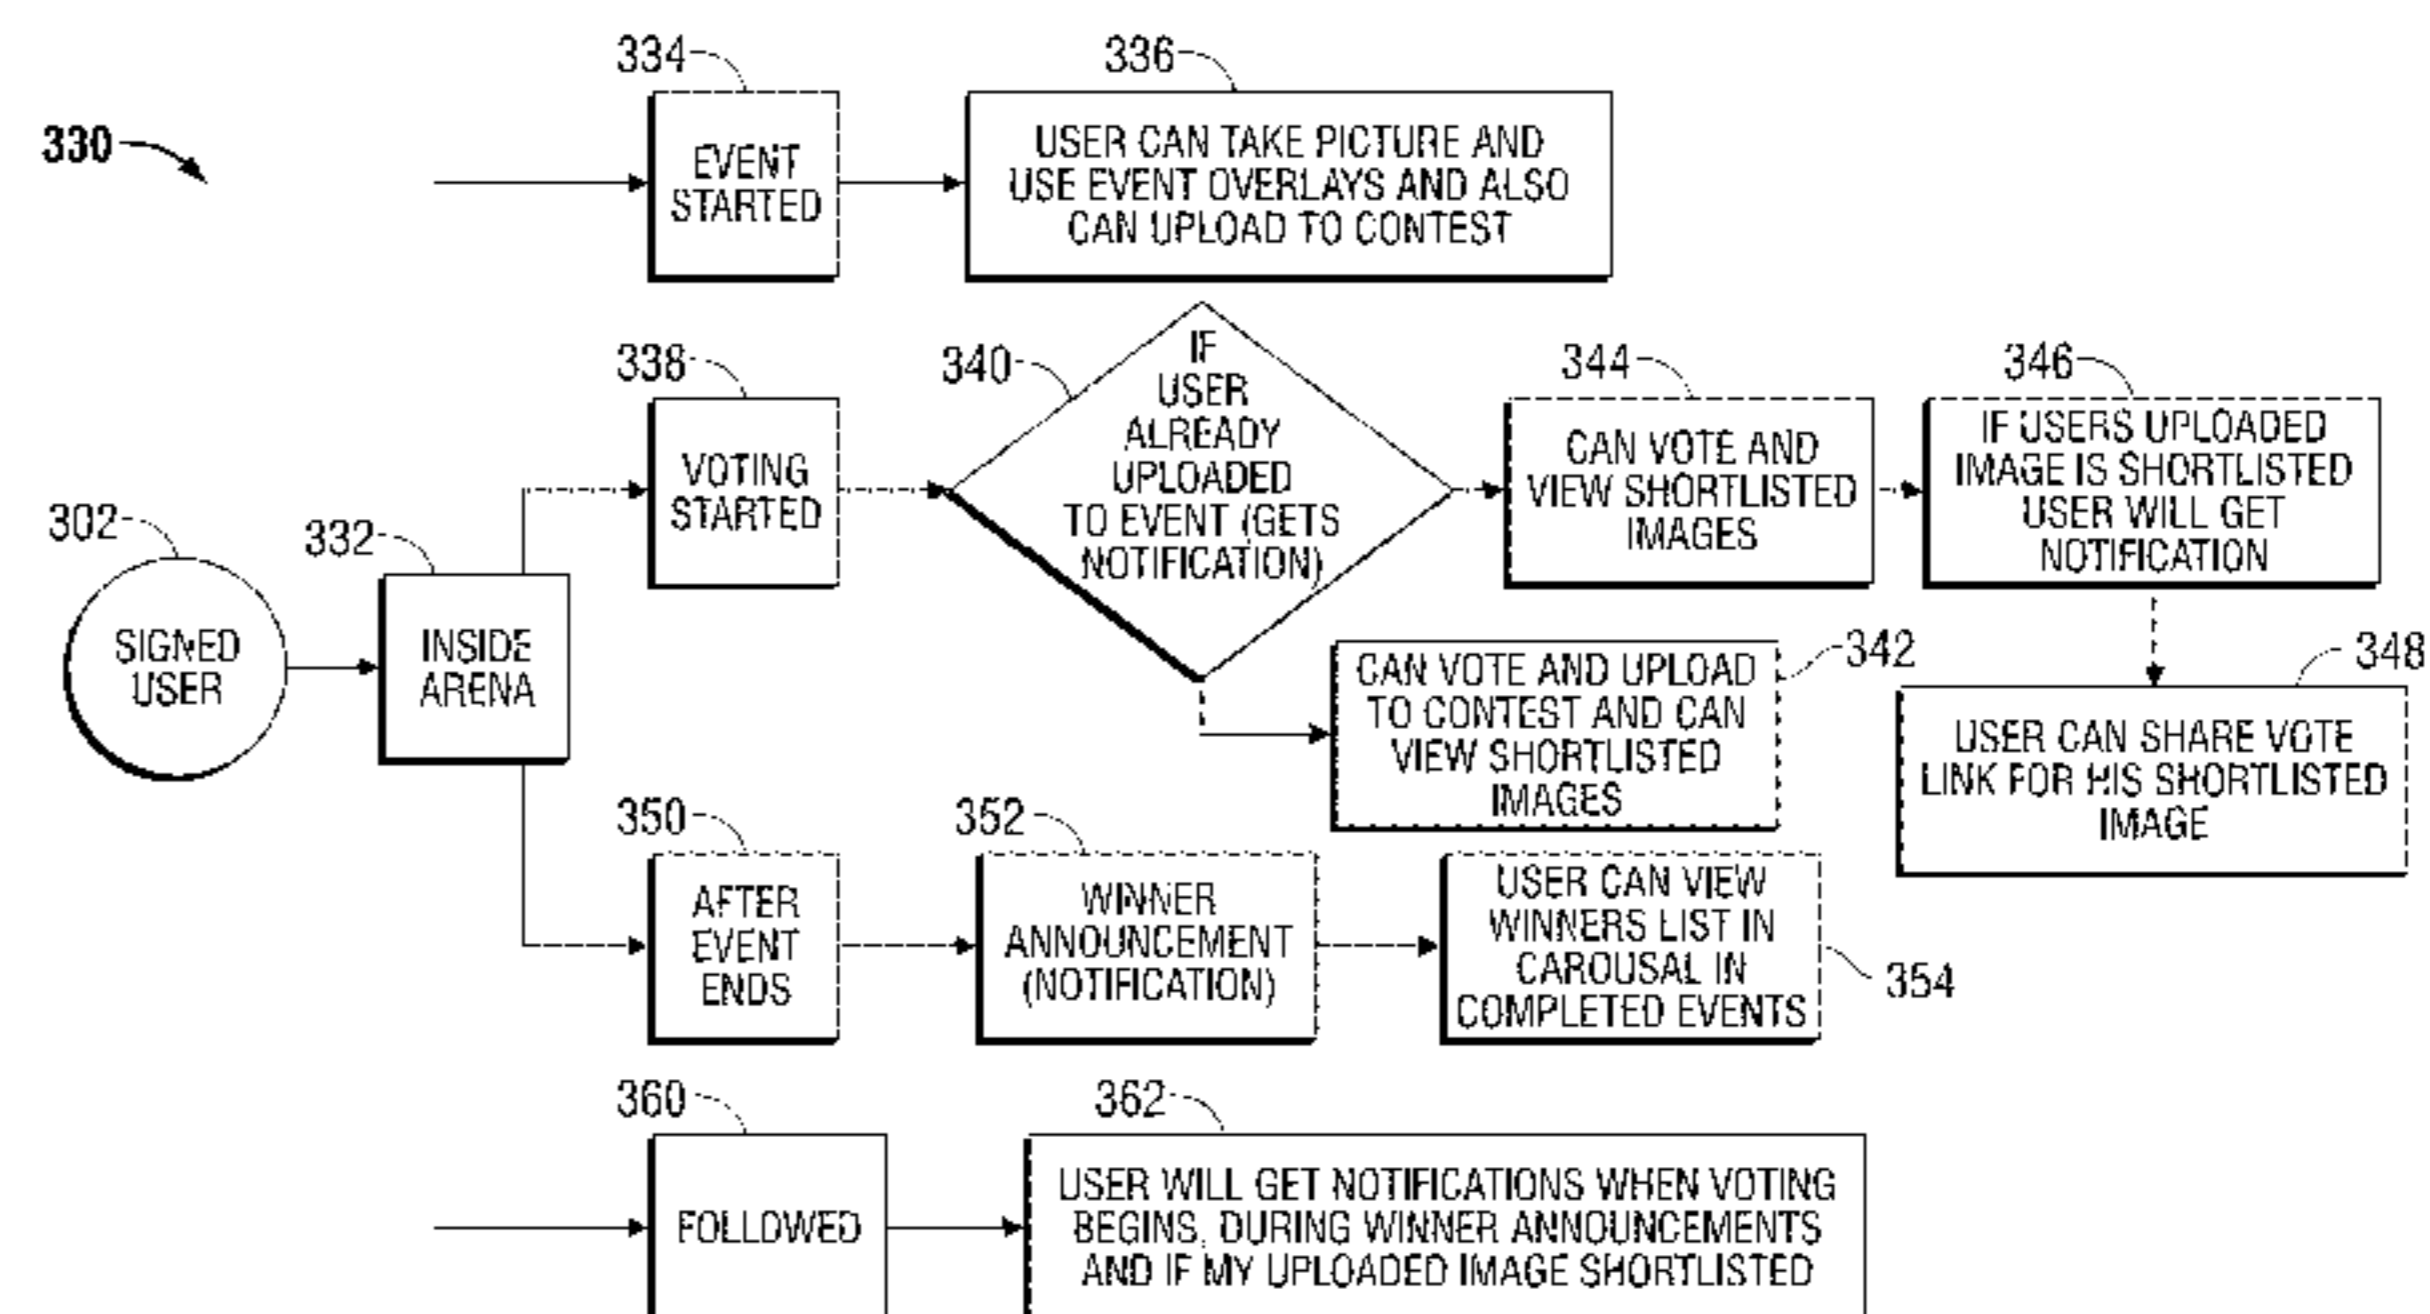 334
336
330
EVENT
STARTED
USER CAN TAKE PICTURE AND
USE EVENT OVERLAYS AND ALSO
CAN UPLOAD TO CONTEST
338
340
344
346
VOTING
STARTED
IF
USER
ALREADY
UPLOADED
TO EVENT (GETS
NOTIFICATION)
CAN VOTE AND
VIEW SHORTLISTED
IMAGES
IF USERS UPLOADED
IMAGE IS SHORTLISTED
USER WILL GET
NOTIFICATION
302
332
SIGNED
USER
INSIDE
ARENA
342
CAN VOTE AND UPLOAD
TO CONTEST AND CAN
VIEW SHORTLISTED
IMAGES
348
USER CAN SHARE VOTE
LINK FOR HIS SHORTLISTED
IMAGE
350
352
AFTER
EVENT
ENDS
WINNER
ANNOUNCEMENT
(NOTIFICATION)
USER CAN VIEW
WINNERS LIST IN
CAROUSAL IN
COMPLETED EVENTS
354
360
362
FOLLOWED
USER WILL GET NOTIFICATIONS WHEN VOTING
BEGINS, DURING WINNER ANNOUNCEMENTS
AND IF MY UPLOADED IMAGE SHORTLISTED